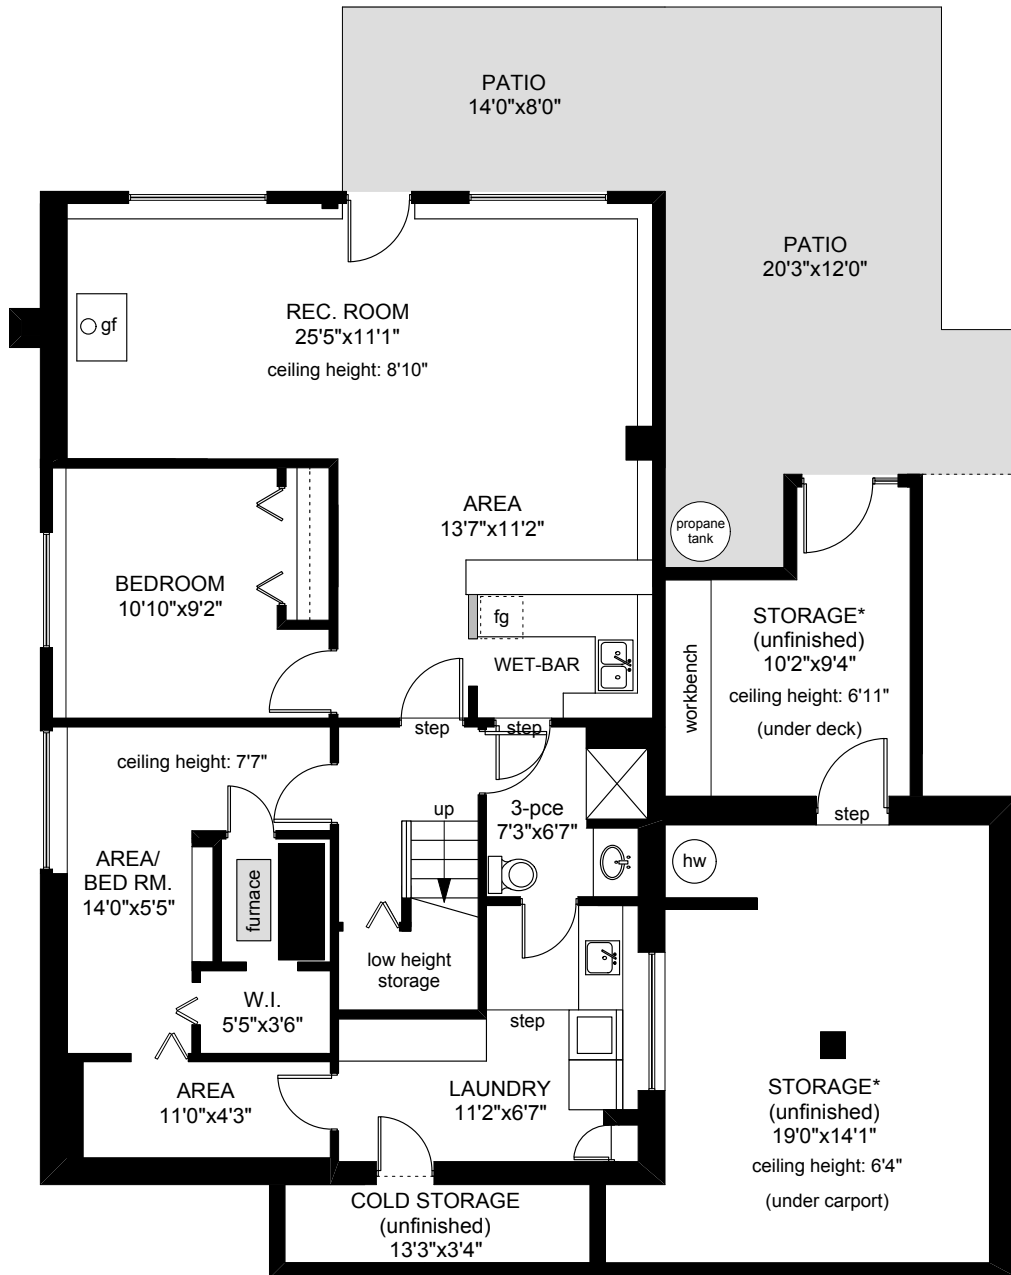 PATIO
14'0"x8'0"
PATIO
20'3"x12'0"
REC. ROOM
25'5"x11'1"
ceiling height: 8'10"
gf
AREA
13'7"x11'2"
propane
tank
BEDROOM
10'10"x9'2"
fg
WET-BAR
workbench
STORAGE*
(unfinished)
10'2"x9'4"
ceiling height: 6'11"
(under deck)
step
step
ceiling height: 7'7"
up
3-pce
7'3"x6'7"
step
AREA/
BED RM.
14'0"x5'5"
furnace
hw
low height
storage
W.I.
5'5"x3'6"
step
AREA
11'0"x4'3"
LAUNDRY
11'2"x6'7"
STORAGE*
(unfinished)
19'0"x14'1"
ceiling height: 6'4"
(under carport)
COLD STORAGE
(unfinished)
13'3"x3'4"